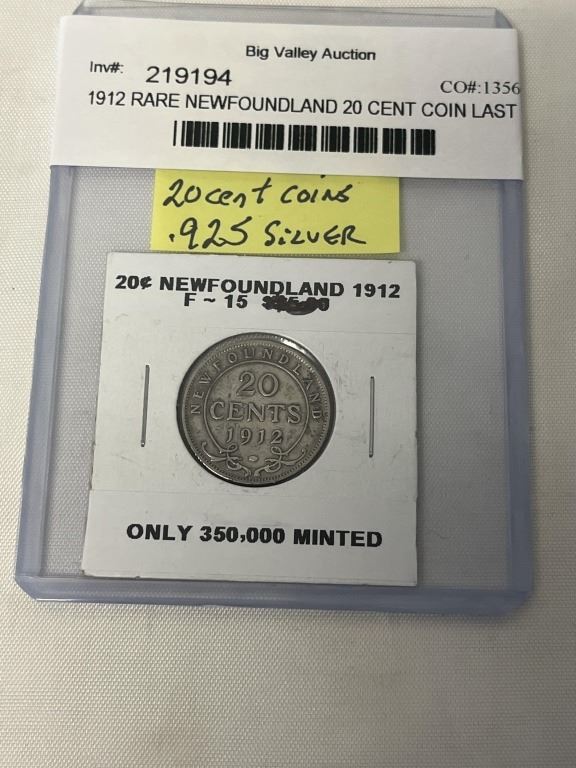 Big Valley Auction
Inv#: 219194 CO#:1356
1912 RARE NEWFOUNDLAND 20 CENT COIN LAST
20 cent COINS
.925 SILVER
20¢ NEWFOUNDLAND 1912
F ~ 15
NEWFOUNDLAND
20
CENTS
1912
ONLY 350,000 MINTED